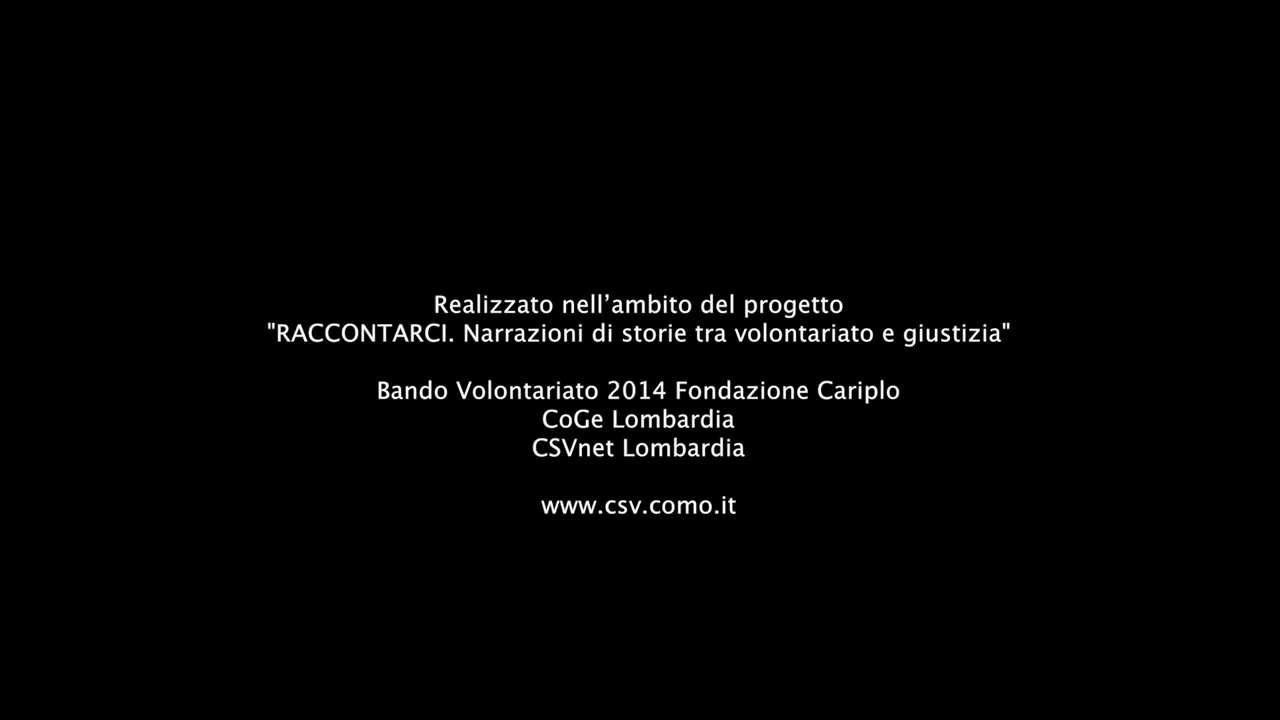 Realizzato nell’ambito del progetto
"RACCONTARCI. Narrazioni di storie tra volontariato e giustizia"
Bando Volontariato 2014 Fondazione Cariplo
CoGe Lombardia
CSVnet Lombardia
www.csv.como.it